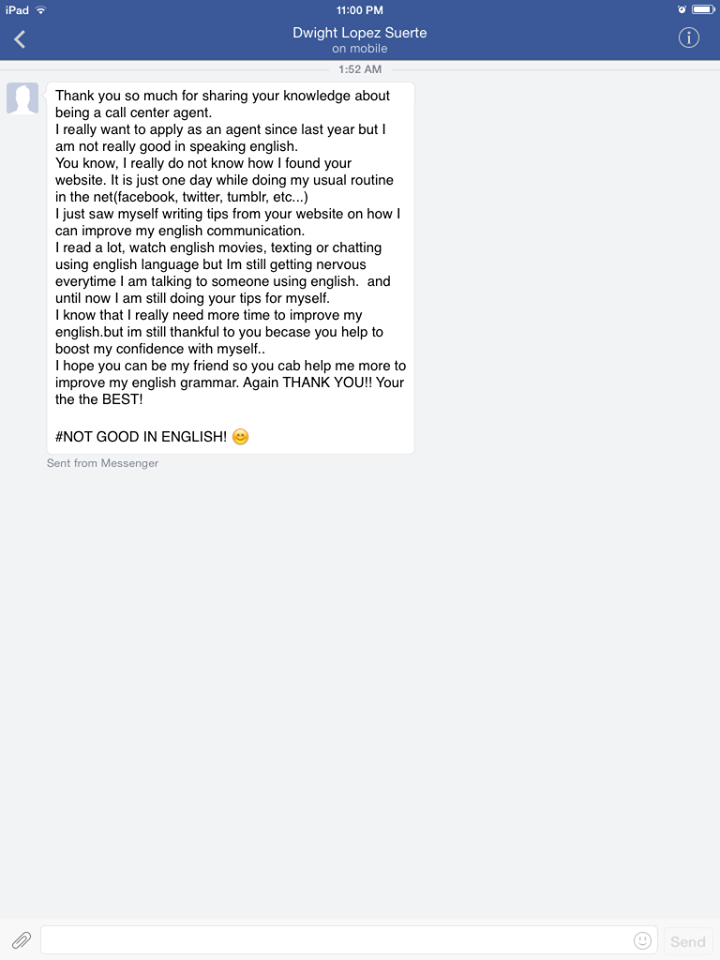 iPad 11:00 PM
Dwight Lopez Suerte
on mobile
1:52 AM
Thank you so much for sharing your knowledge about
being a call center agent.
I really want to apply as an agent since last year but I
am not really good in speaking english.
You know, I really do not know how I found your
website. It is just one day while doing my usual routine
in the net(facebook, twitter, tumblr, etc...)
I just saw myself writing tips from your website on how I
can improve my english communication.
I read a lot, watch english movies, texting or chatting
using english language but Im still getting nervous
everytime I am talking to someone using english.  and
until now I am still doing your tips for myself.
I know that I really need more time to improve my
english.but im still thankful to you becase you help to
boost my confidence with myself..
I hope you can be my friend so you cab help me more to
improve my english grammar. Again THANK YOU!! Your
the the BEST!
#NOT GOOD IN ENGLISH! 😊
Sent from Messenger
Send